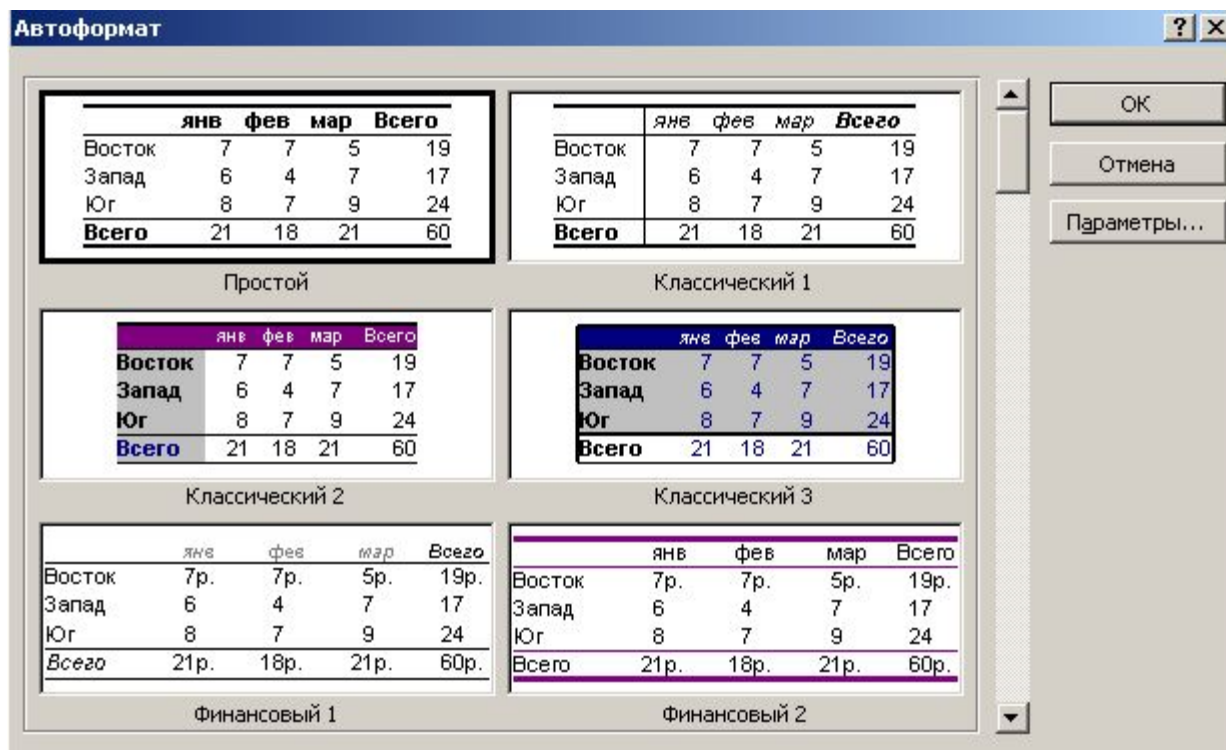 Автоформат
янв фев мар Всего
Восток 7 7 5 19
Запад 6 4 7 17
Юг 8 7 9 24
Всего 21 18 21 60
Простой
янв фев мар Всего
Восток 7 7 5 19
Запад 6 4 7 17
Юг 8 7 9 24
Всего 21 18 21 60
Классический 1
янв фев мар Всего
Восток 7 7 5 19
Запад 6 4 7 17
Юг 8 7 9 24
Всего 21 18 21 60
Классический 2
янв фев мар Всего
Восток 7 7 5 19
Запад 6 4 7 17
Юг 8 7 9 24
Всего 21 18 21 60
Классический 3
янв фев мар Всего
Восток 7р. 7р. 5р. 19р.
Запад 6 4 7 17
Юг 8 7 9 24
Всего 21р. 18р. 21р. 60р.
Финансовый 1
янв фев мар Всего
Восток 7р. 7р. 5р. 19р.
Запад 6 4 7 17
Юг 8 7 9 24
Всего 21р. 18р. 21р. 60р.
Финансовый 2
ОК
Отмена
Параметры...